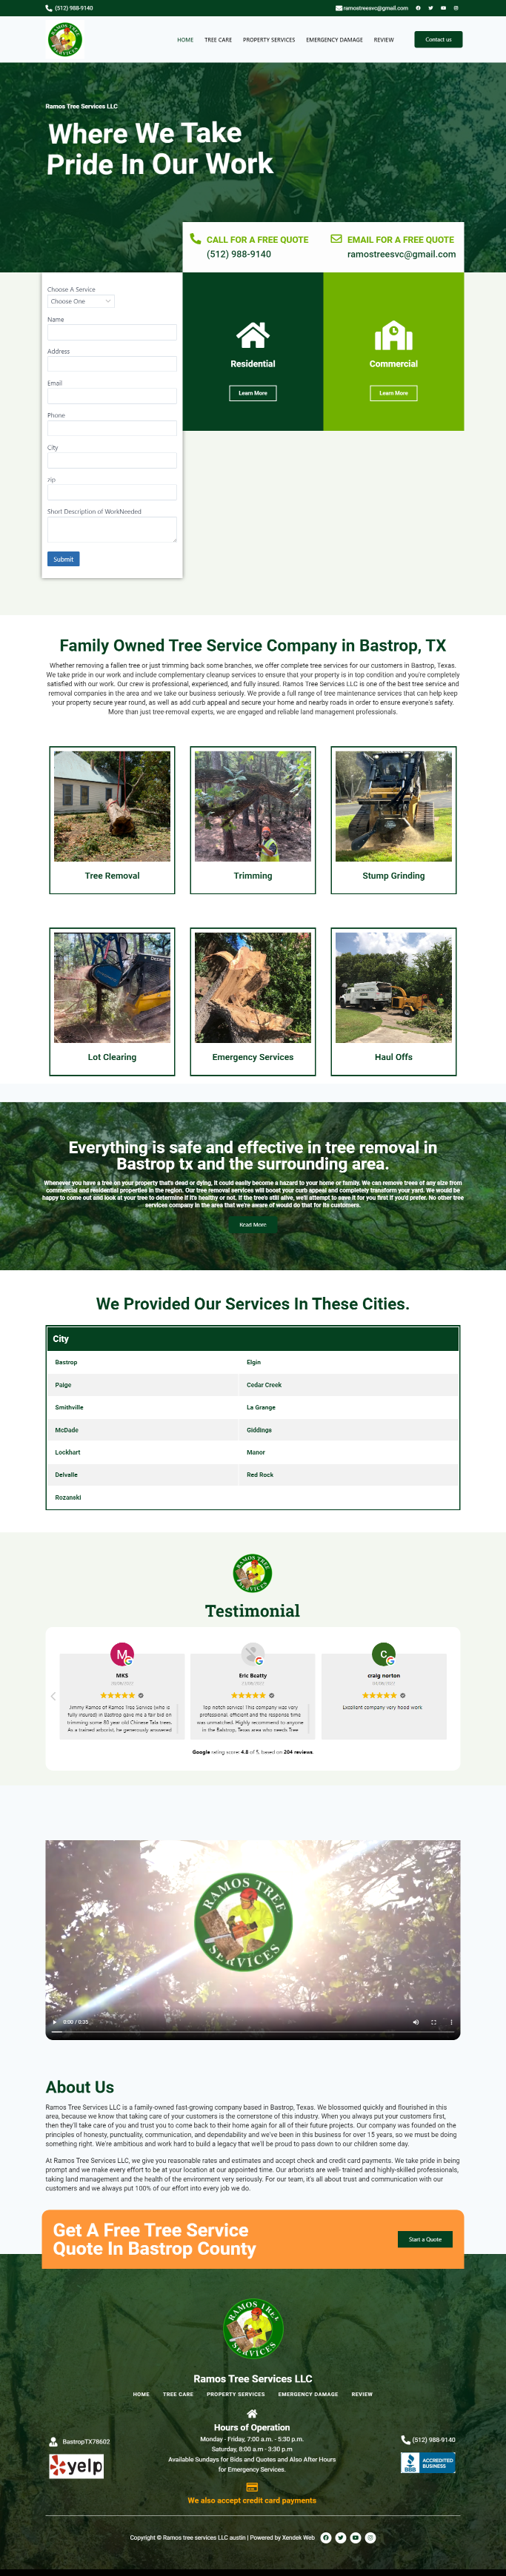 (512) 988-9140
ramostreesvc@gmail.com
RAMOS TREE
SERVICES
HOME
TREE CARE
PROPERTY SERVICES
EMERGENCY DAMAGE
REVIEW
Contact us
Ramos Tree Services LLC
Where We Take
Pride In Our Work
CALL FOR A FREE QUOTE
(512) 988-9140
EMAIL FOR A FREE QUOTE
ramostreesvc@gmail.com
Choose A Service
Choose One
Name
Address
Email
Phone
City
Zip
Short Description of WorkNeeded
Submit
Residential
Learn More
Commercial
Learn More
Family Owned Tree Service Company in Bastrop, TX
Whether removing a fallen tree or just trimming back some branches, we offer complete tree services for our customers in Bastrop, Texas.
We take pride in our work and include complimentary cleanup services to ensure your property is in top condition and you're completely
satisfied with our work. Our crew is professional, experienced, and fully insured. Ramos Tree Services LLC is one of the best tree service and
removal companies in the area and we take our business seriously. We provide a full range of tree maintenance services that can help keep
your property secure year round, as well as add curb appeal and secure your home and nearby roads in order to ensure everyone's safety.
More than just tree-removal experts, we are engaged and reliable land management professionals.
Tree Removal
Trimming
Stump Grinding
Lot Clearing
Emergency Services
Haul Offs
Everything is safe and effective in tree removal in
Bastrop tx and the surrounding area.
Whenever you have a tree on your property that's dead or dying, it could easily become a hazard to your home or family. We can remove trees of any size from
commercial and residential properties in the region. Our tree removal services will boost your curb appeal and completely transform your yard. We would be
happy to come out and look at your tree to determine if it's healthy or not. If the tree's still alive, we'll attempt to save it for you first if you'd prefer. No other tree
services company in the area that we're aware of would do that for its customers.
Read More
We Provided Our Services In These Cities.
City
Bastrop
Elgin
Paige
Cedar Creek
Smithville
La Grange
McDade
Giddings
Lockhart
Manor
Delvalle
Red Rock
Rozanski
RAMOS TREE
SERVICES
Testimonial
MKS
Jimmy Ramos of Ramos Tree Service (who is
fully insured) in Bastrop gave me a fair bid on
trimming some 80 year old Chinese Tala trees.
As a trained arborist, he generously answered
Eric Beatty
Top notch service! This company was very
professional, efficient and the response time
was unmatched. Highly recommend to anyone
in the Batstrop, Texas area who needs Tree
craig norton
Excellent company very hood work
Google rating score: 4.8 of 5, based on 204 reviews.
RAMOS TREE
SERVICES
0:00 / 0:35
About Us
Ramos Tree Services LLC is a family-owned fast-growing company based in Bastrop, Texas. We blossomed quickly and flourished in this
area, because we know that taking care of your customers is the cornerstone of this industry. When you always put your customers first,
then they'll take care of you and trust you to come back to their home again for all of their future projects. Our company was founded on the
principles of honesty, punctuality, communication, and dependability and we've been in this business for over 15 years, so we must be doing
something right. We're ambitious and work hard to build a legacy that we'll be proud to pass down to our children some day.
At Ramos Tree Services LLC, we give you reasonable rates and estimates and accept check and credit card payments. We take pride in being
prompt and we make every effort to be at your location at our appointed time. Our arborists are well- trained and highly-skilled professionals,
taking land management and the health of the environment very seriously. For our team, it's all about trust and communication with our
customers and we always put 100% of our effort into every job we do.
Get A Free Tree Service
Quote In Bastrop County
Start a Quote
RAMOS TREE
SERVICES
Ramos Tree Services LLC
HOME
TREE CARE
PROPERTY SERVICES
EMERGENCY DAMAGE
REVIEW
BastropTX78602
yelp
Hours of Operation
Monday - Friday, 7:00 a.m. - 5:30 p.m.
Saturday, 8:00 a.m - 3:30 p.m
Available Sundays for Bids and Quotes and Also After Hours
for Emergency Services.
We also accept credit card payments
(512) 988-9140
BBB
ACCREDITED
BUSINESS
Copyright © Ramos tree services LLC austin | Powered by Xendek Web